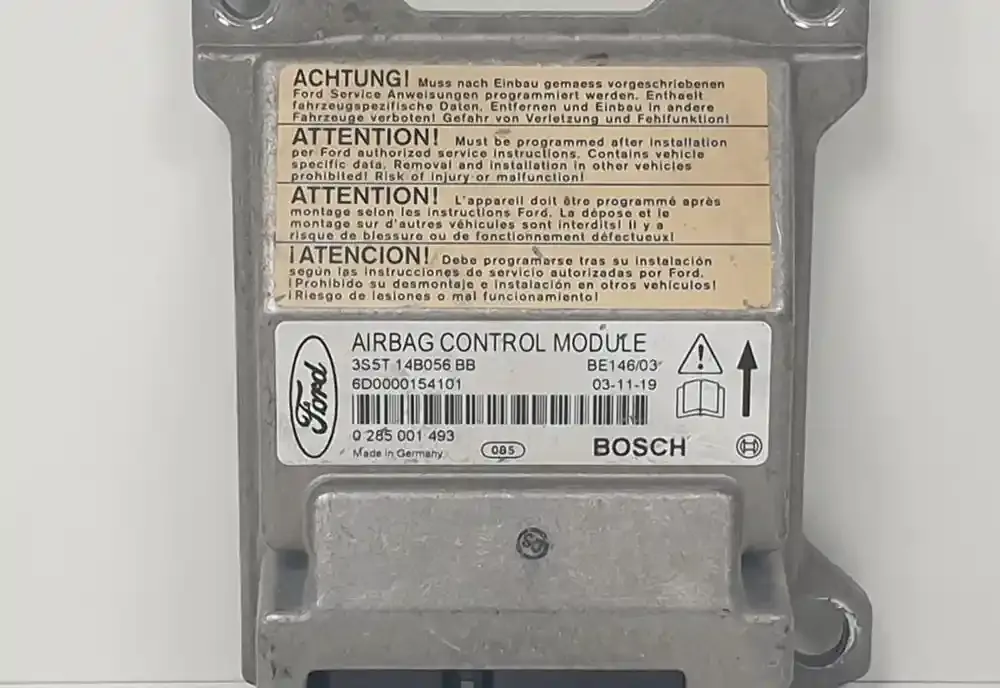 ACHTUNG! Muss nach Einbau gemaess vorgeschriebenen
Ford Service Anweisungen programmiert werden. Enthaelt
fahrzeugspezifische Daten. Entfernen und Einbau in andere
Fahrzeuge verboten! Gefahr von Verletzung und Fehlfunktion!
ATTENTION! Must be programmed after installation
per Ford authorized service instructions. Contains vehicle
specific data. Removal and installation in other vehicles
prohibited! Risk of injury or malfunction!
ATTENTION! L'appareil doit être programmé après
montage selon les instructions Ford. La dépose et le
montage sur d'autres véhicules sont interdits! Il y a
risque de blessure ou de fonctionnement défectueux!
¡ATENCION! Debe programarse tras su instalación
según las instrucciones de servicio autorizadas por Ford.
¡Prohibido su desmontaje e instalación en otros vehículos!
¡Riesgo de lesiones o mal funcionamiento!
Ford
AIRBAG CONTROL MODULE
3S5T 14B056 BB BE146/03
6D0000154101 03-11-19
0 285 001 493
Made in Germany 085 BOSCH